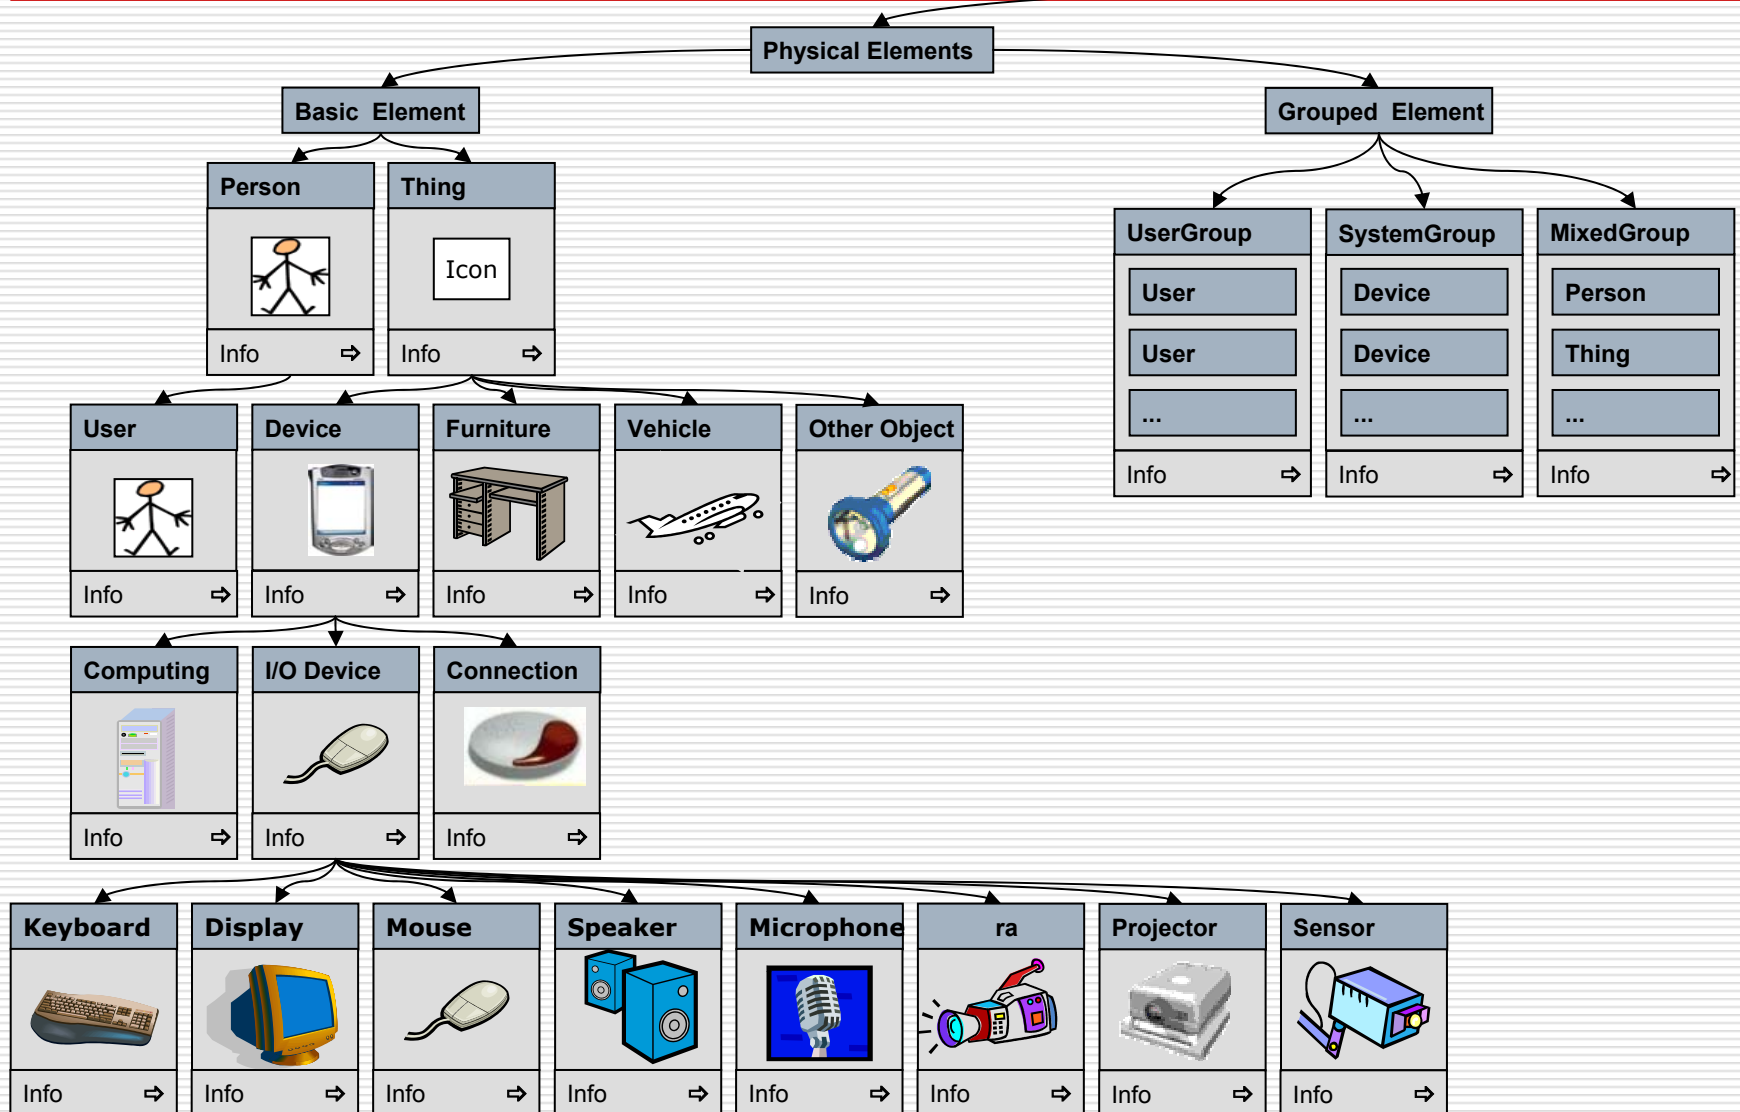 Physical Elements
Basic Element
Grouped Element
Person
Thing
Icon
Info
Info
UserGroup
SystemGroup
MixedGroup
User
Device
Person
User
Device
Thing
...
...
...
Info
Info
Info
User
Device
Furniture
Vehicle
Other Object
Info
Info
Info
Info
Info
Computing
I/O Device
Connection
Info
Info
Info
Keyboard
Display
Mouse
Speaker
Microphone
ra
Projector
Sensor
Info
Info
Info
Info
Info
Info
Info
Info